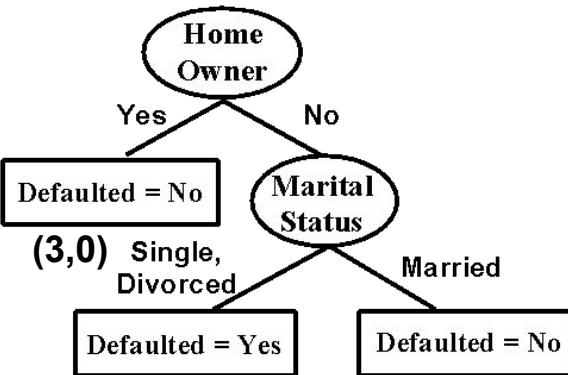 Home
Owner
Yes
No
Defaulted = No
Marital
Status
(3,0)
Single,
Divorced
Married
Defaulted = Yes
Defaulted = No